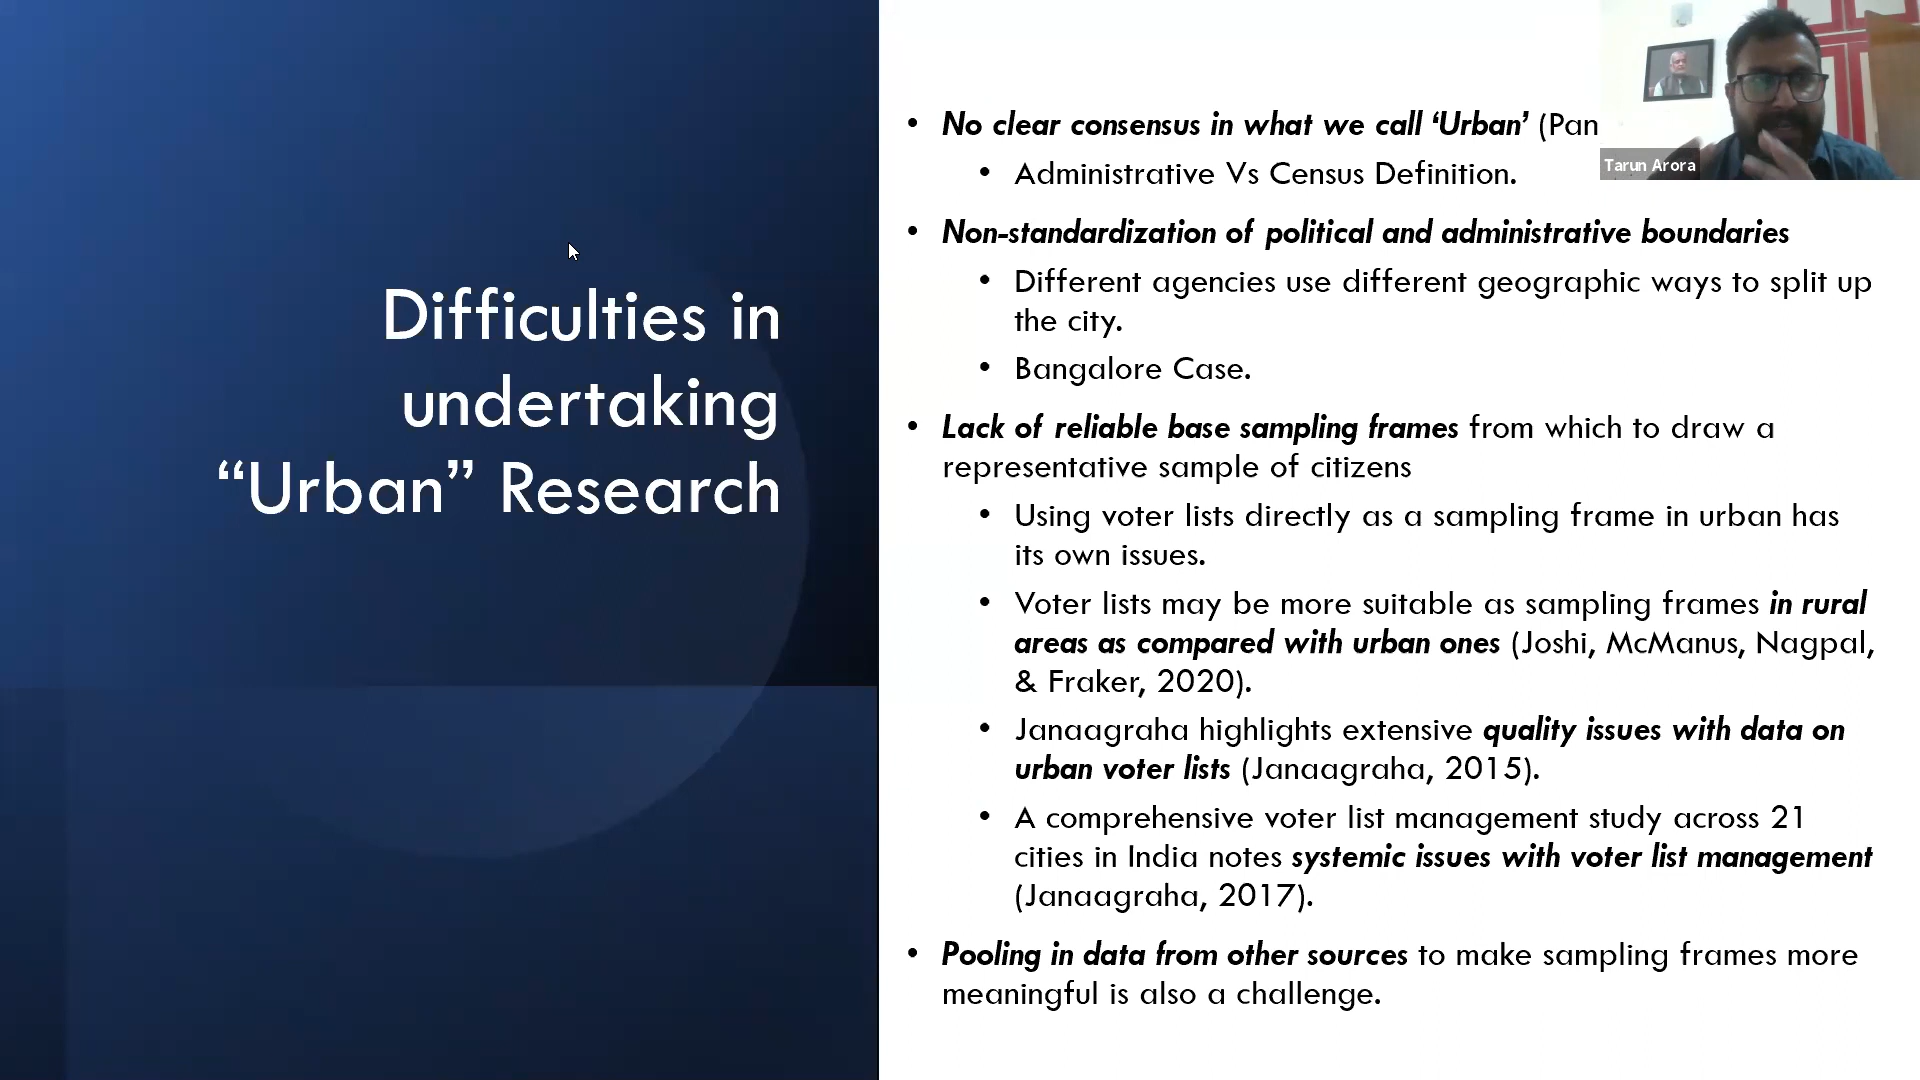 Difficulties in
undertaking
“Urban” Research
• No clear consensus in what we call ‘Urban’ (Pan
• Administrative Vs Census Definition.
• Non-standardization of political and administrative boundaries
• Different agencies use different geographic ways to split up
the city.
• Bangalore Case.
• Lack of reliable base sampling frames from which to draw a
representative sample of citizens
• Using voter lists directly as a sampling frame in urban has
its own issues.
• Voter lists may be more suitable as sampling frames in rural
areas as compared with urban ones (Joshi, McManus, Nagpal,
& Fraker, 2020).
• Janaagraha highlights extensive quality issues with data on
urban voter lists (Janaagraha, 2015).
• A comprehensive voter list management study across 21
cities in India notes systemic issues with voter list management
(Janaagraha, 2017).
• Pooling in data from other sources to make sampling frames more
meaningful is also a challenge.
Tarun Arora